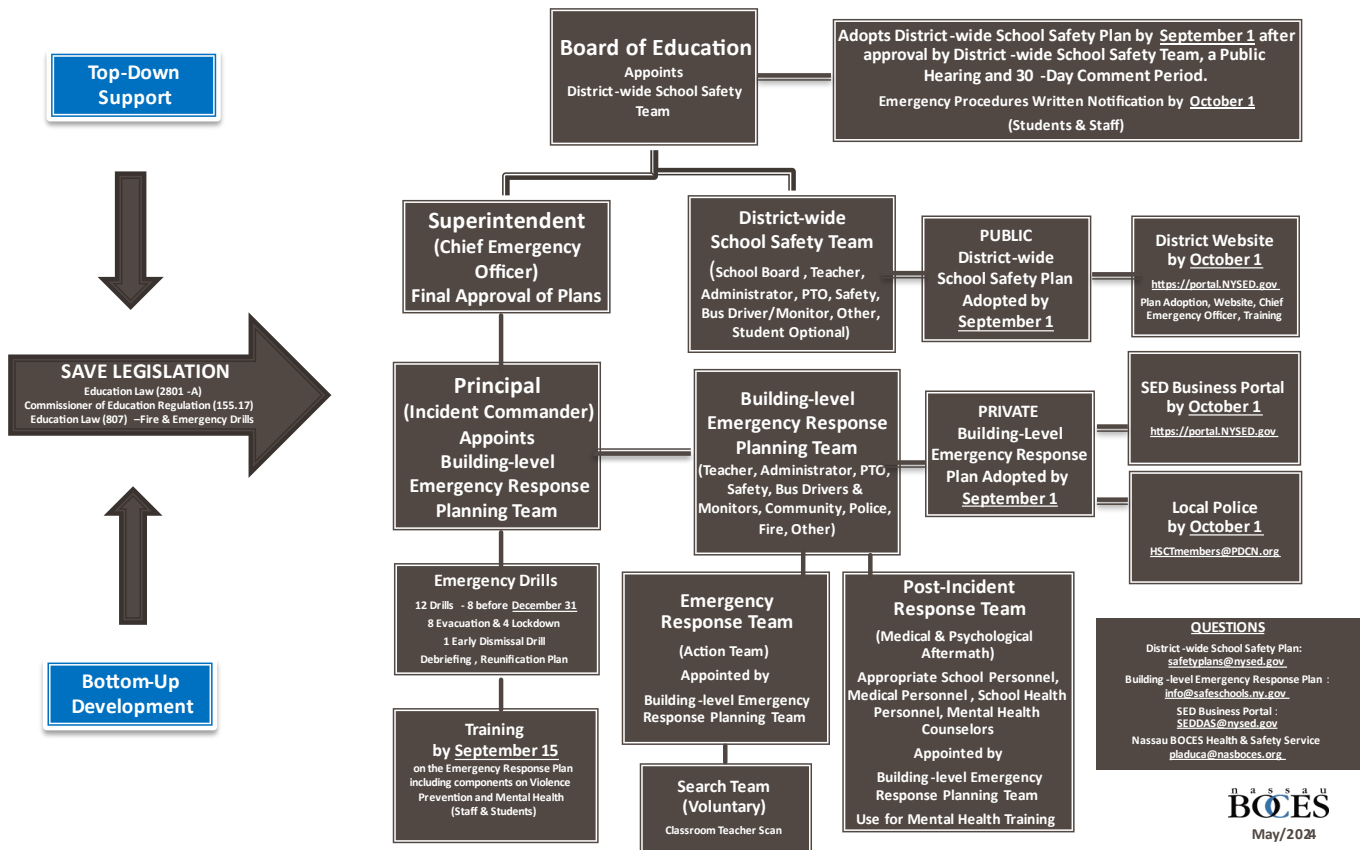 Top-Down
Support
Board of Education
Appoints
District-wide School Safety
Team
Adopts District -wide School Safety Plan by September 1 after
approval by District -wide School Safety Team, a Public
Hearing and 30 -Day Comment Period.
Emergency Procedures Written Notification by October 1
(Students & Staff)
Superintendent
(Chief Emergency
Officer)
Final Approval of Plans
District-wide
School Safety Team
(School Board , Teacher,
Administrator, PTO, Safety,
Bus Driver/Monitor, Other,
Student Optional)
PUBLIC
District-wide
School Safety Plan
Adopted by
September 1
District Website
by October 1
https://portal.NYSED.gov
Plan Adoption, Website, Chief
Emergency Officer, Training
SAVE LEGISLATION
Education Law (2801 -A)
Commissioner of Education Regulation (155.17)
Education Law (807) –Fire & Emergency Drills
Principal
(Incident Commander)
Appoints
Building-level
Emergency Response
Planning Team
Building-level
Emergency Response
Planning Team
(Teacher, Administrator, PTO,
Safety, Bus Drivers &
Monitors, Community, Police,
Fire, Other)
PRIVATE
Building-Level
Emergency Response
Plan Adopted by
September 1
SED Business Portal
by October 1
https://portal.NYSED.gov
Local Police
by October 1
HSCTmembers@PDCN.org
Bottom-Up
Development
Emergency Drills
12 Drills - 8 before December 31
8 Evacuation & 4 Lockdown
1 Early Dismissal Drill
Debriefing , Reunification Plan
Training
by September 15
on the Emergency Response Plan
including components on Violence
Prevention and Mental Health
(Staff & Students)
Emergency
Response Team
(Action Team)
Appointed by
Building -level Emergency
Response Planning Team
Search Team
(Voluntary)
Classroom Teacher Scan
Post-Incident
Response Team
(Medical & Psychological
Aftermath)
Appropriate School Personnel,
Medical Personnel , School Health
Personnel, Mental Health
Counselors
Appointed by
Building -level Emergency
Response Planning Team
Use for Mental Health Training
QUESTIONS
District -wide School Safety Plan:
safetyplans@nysed.gov
Building -level Emergency Response Plan :
info@safeschools.ny.gov
SED Business Portal :
SEDDAS@nysed.gov
Nassau BOCES Health & Safety Service
pladuca@nasboces.org
nassau
BOCES
May/2024